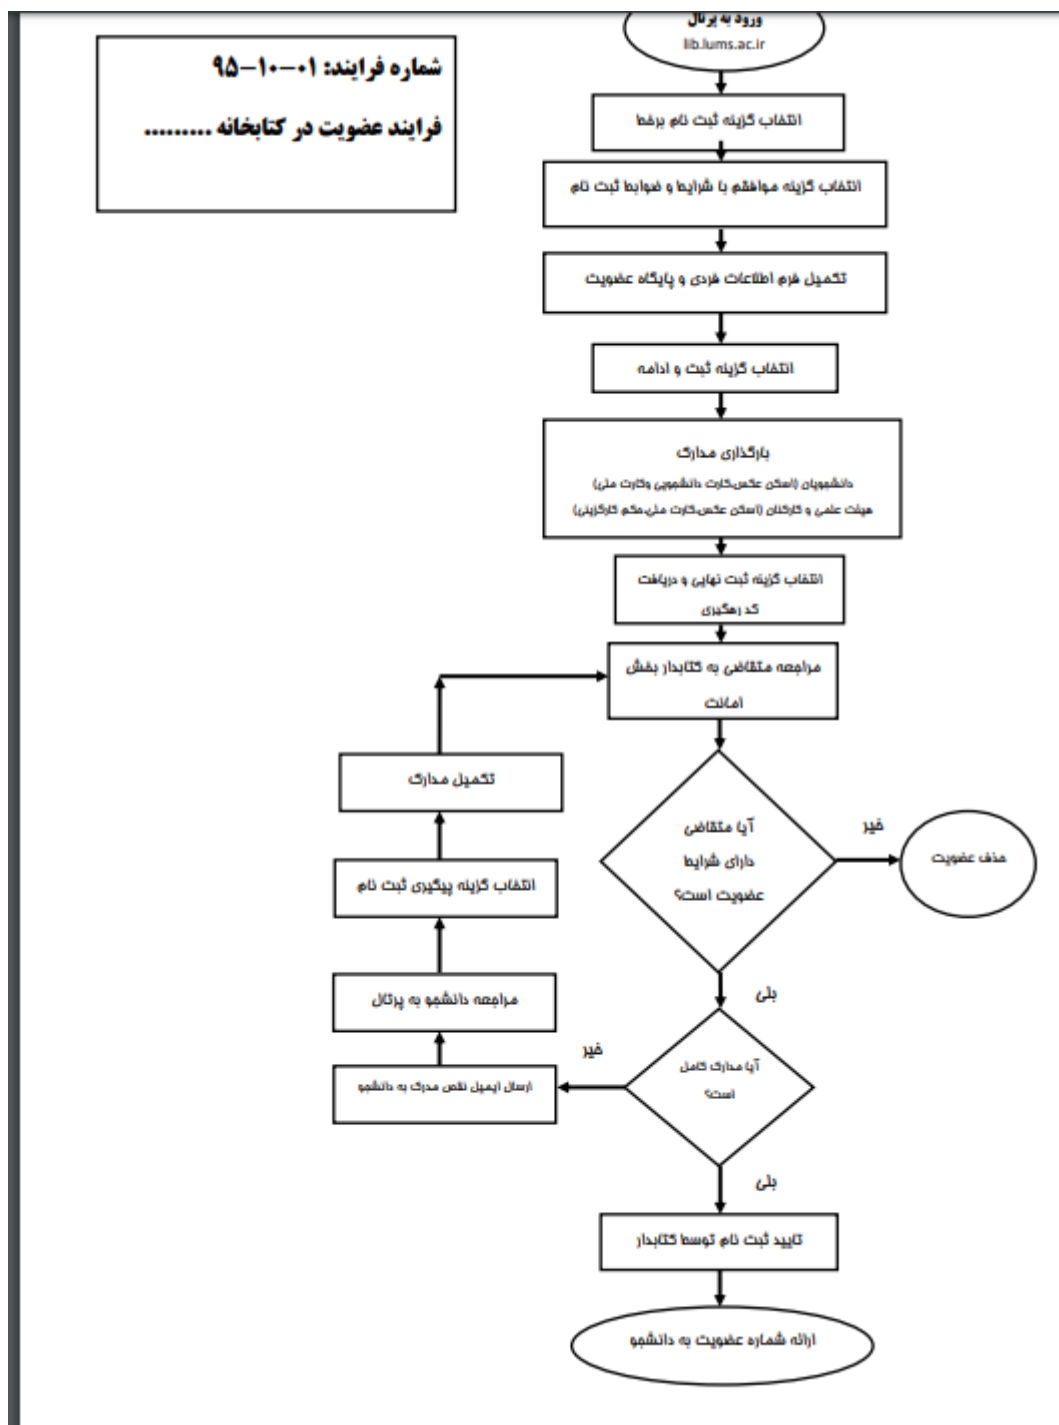 ورود به پرتال
lib.lums.ac.ir
شماره فرایند: ۰۱-۱۰-۹۵
فرایند عضویت در کتابخانه .........
انتخاب گزینه ثبت نام برخط
انتخاب گزینه موافقم با شرایط و ضوابط ثبت نام
تکمیل فرم اطلاعات فردی و پایگاه عضویت
انتخاب گزینه ثبت و ادامه
بارگذاری مدارک
دانشجویان (اسکن عکس،کارت دانشجویی وکارت ملی)
هیئت علمی و کارکنان (اسکن عکس،کارت ملی،حکم کارگزینی)
انتخاب گزینه ثبت نهایی و دریافت
کد رهگیری
مراجعه متقاضی به کتابدار بخش
امانت
تکمیل مدارک
آیا متقاضی
دارای شرایط
عضویت است؟
خیر
حذف عضویت
انتخاب گزینه پیگیری ثبت نام
مراجعه دانشجو به پرتال
بلی
آیا مدارک کامل
است؟
خیر
ارسال ایمیل نقص مدرک به دانشجو
بلی
تایید ثبت نام توسط کتابدار
ارائه شماره عضویت به دانشجو